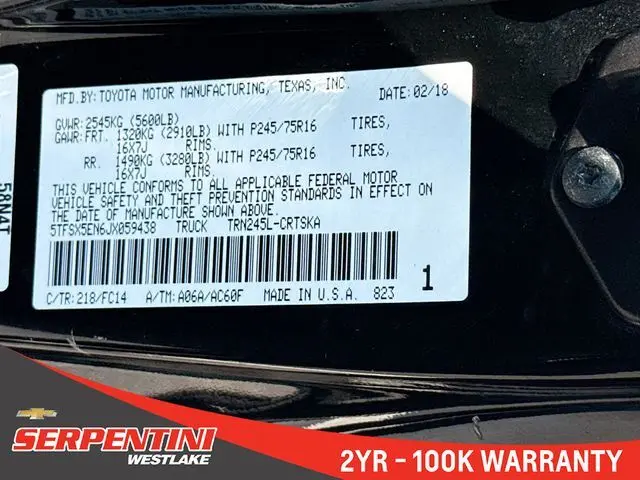 MFD.BY:TOYOTA MOTOR MANUFACTURING, TEXAS, INC. DATE:02/18
GVWR:2545KG (5600LB)
GAWR:FRT. 1320KG (2910LB) WITH P245/75R16 TIRES,
16X7J RIMS.
RR. 1490KG (3280LB) WITH P245/75R16 TIRES,
16X7J RIMS.
THIS VEHICLE CONFORMS TO ALL APPLICABLE FEDERAL MOTOR
VEHICLE SAFETY AND THEFT PREVENTION STANDARDS IN EFFECT ON
THE DATE OF MANUFACTURE SHOWN ABOVE.
5TFSX5EN6JX059438 TRUCK TRN245L-CRTSKA
1
C/TR:218/FC14 A/TM:A06A/AC60F MADE IN U.S.A. 823
58N4T
SERPENTINI
WESTLAKE
2YR - 100K WARRANTY